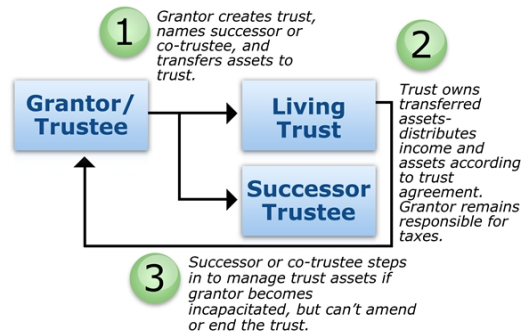 1
Grantor creates trust,
names successor or
co-trustee, and
transfers assets to
trust.
2
Grantor/
Trustee
Living
Trust
Trust owns
transferred
assets-
distributes
income and
assets according
to trust
agreement.
Grantor remains
responsible for
taxes.
Successor
Trustee
3
Successor or co-trustee steps
in to manage trust assets if
grantor becomes
incapacitated, but can't amend
or end the trust.